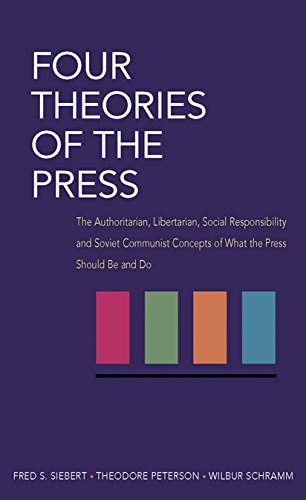 FOUR
THEORIES
OF THE
PRESS
The Authoritarian, Libertarian, Social Responsibility
and Soviet Communist Concepts of What the Press
Should Be and Do
FRED S. SIEBERT • THEODORE PETERSON • WILBUR SCHRAMM